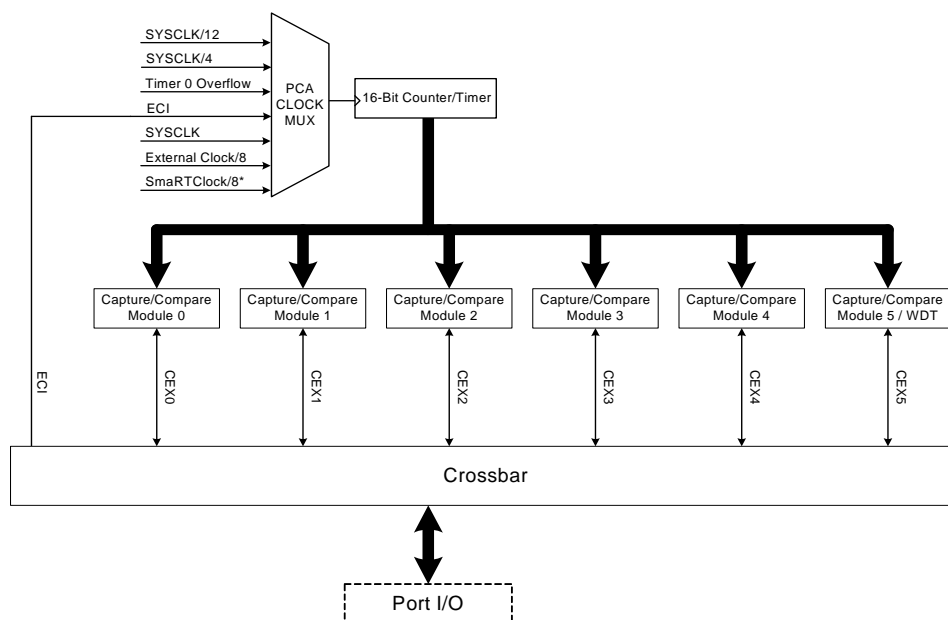 SYSCLK/12
SYSCLK/4
Timer 0 Overflow
ECI
SYSCLK
External Clock/8
SmaRTClock/8*
PCA
CLOCK
MUX
16-Bit Counter/Timer
Capture/Compare
Module 0
Capture/Compare
Module 1
Capture/Compare
Module 2
Capture/Compare
Module 3
Capture/Compare
Module 4
Capture/Compare
Module 5 / WDT
ECI
CEX0
CEX1
CEX2
CEX3
CEX4
CEX5
Crossbar
Port I/O